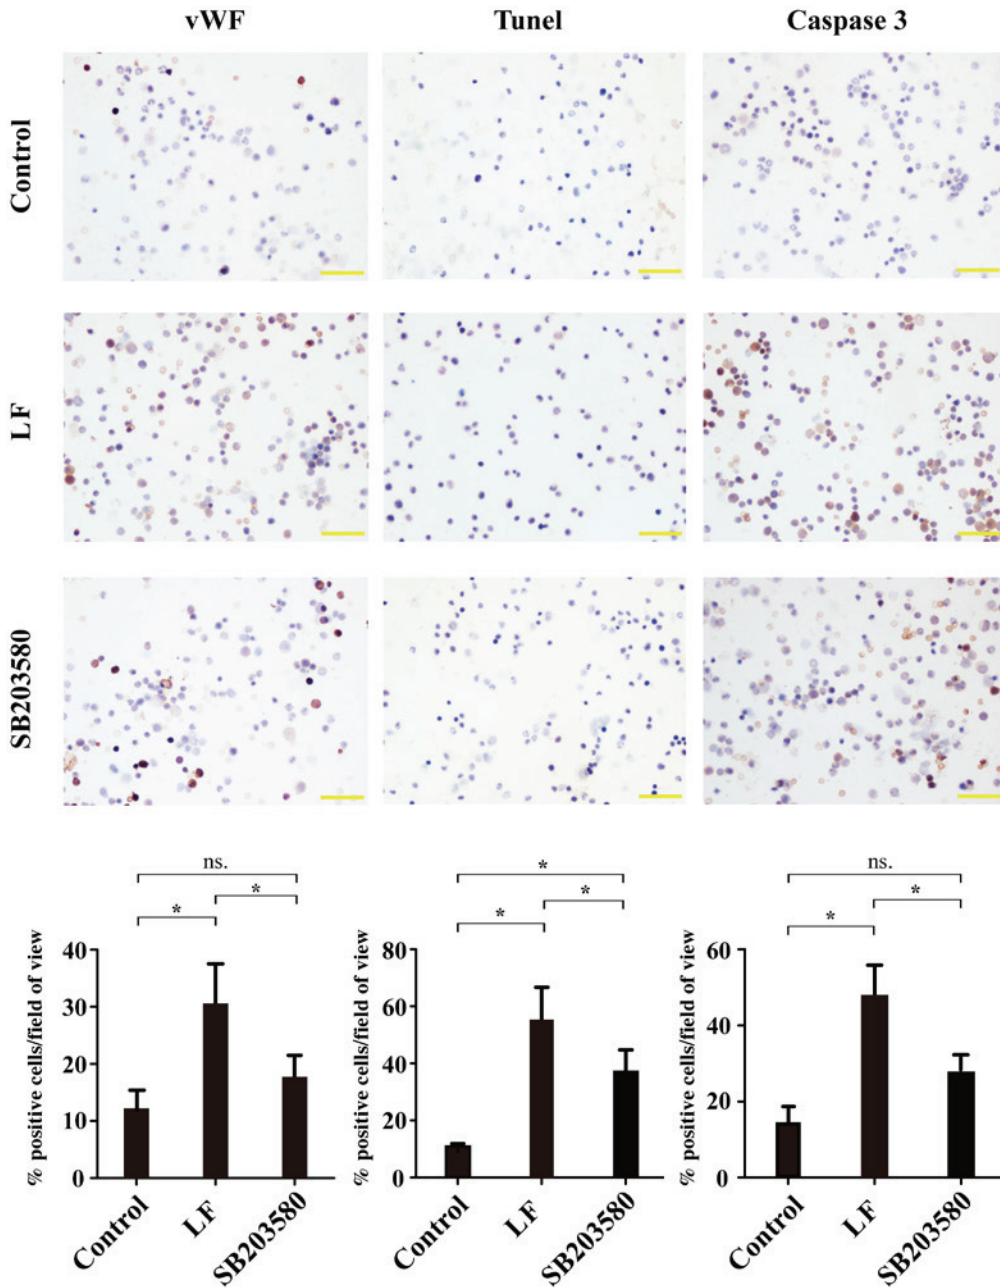 vWF Tunel Caspase 3
Control
LF
SB203580
ns.
*
*
% positive cells/field of view
40
30
20
10
0
Control LF SB203580
*
*
*
% positive cells/field of view
80
60
40
20
0
Control LF SB203580
ns.
*
*
% positive cells/field of view
60
40
20
0
Control LF SB203580